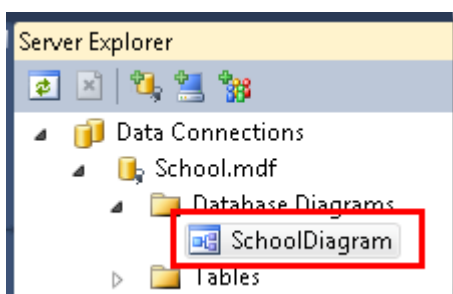 Server Explorer
Data Connections
School.mdf
Database Diagrams
SchoolDiagram
Tables